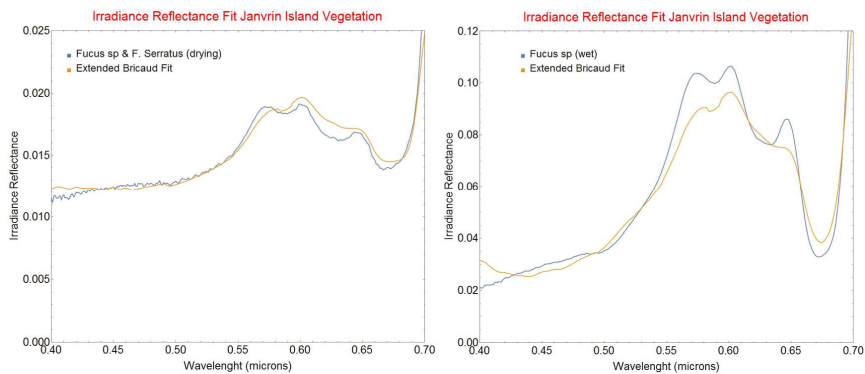 Irradiance Reflectance Fit Janvrin Island Vegetation
0.025
0.020
0.015
0.010
0.005
0.000
Irradiance Reflectance
Fucus sp & F. Serratus (drying)
Extended Bricaud Fit
0.40 0.45 0.50 0.55 0.60 0.65 0.70
Wavelenght (microns)
Irradiance Reflectance Fit Janvrin Island Vegetation
0.12
0.10
0.08
0.06
0.04
0.02
0.00
Irradiance Reflectance
Fucus sp (wet)
Extended Bricaud Fit
0.40 0.45 0.50 0.55 0.60 0.65 0.70
Wavelenght (microns)